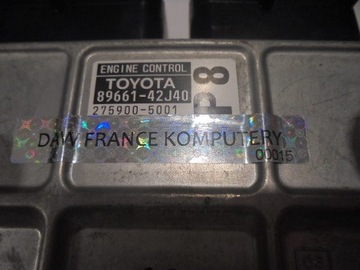 ENGINE CONTROL
TOYOTA
89661-42J40
275900-5001
P8
DAW FRANCE KOMPUTERY
00015